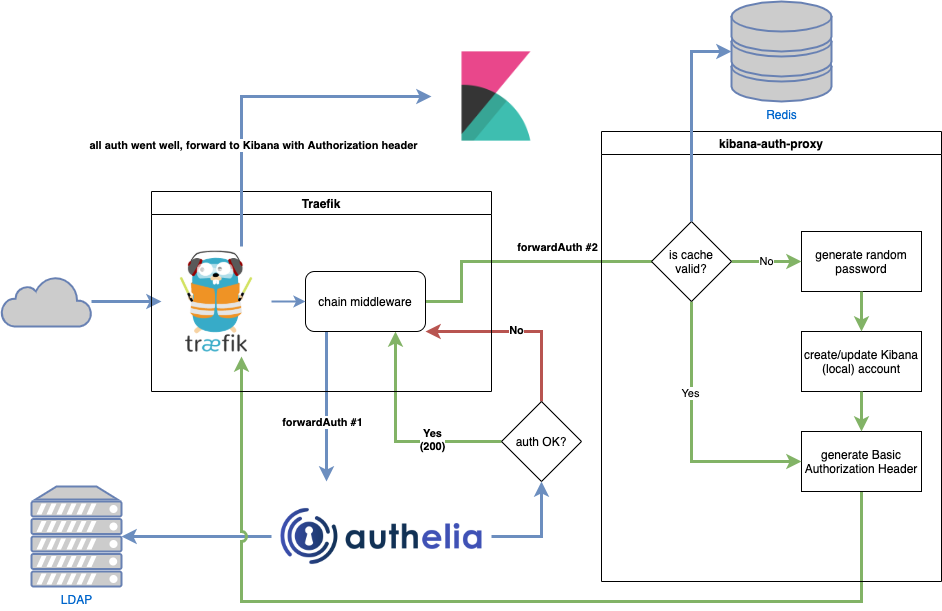 Redis
all auth went well, forward to Kibana with Authorization header
kibana-auth-proxy
Traefik
forwardAuth #2
is cache
valid?
No
generate random
password
træfik
chain middleware
No
create/update Kibana
(local) account
Yes
forwardAuth #1
Yes
(200)
auth OK?
generate Basic
Authorization Header
authelia
LDAP